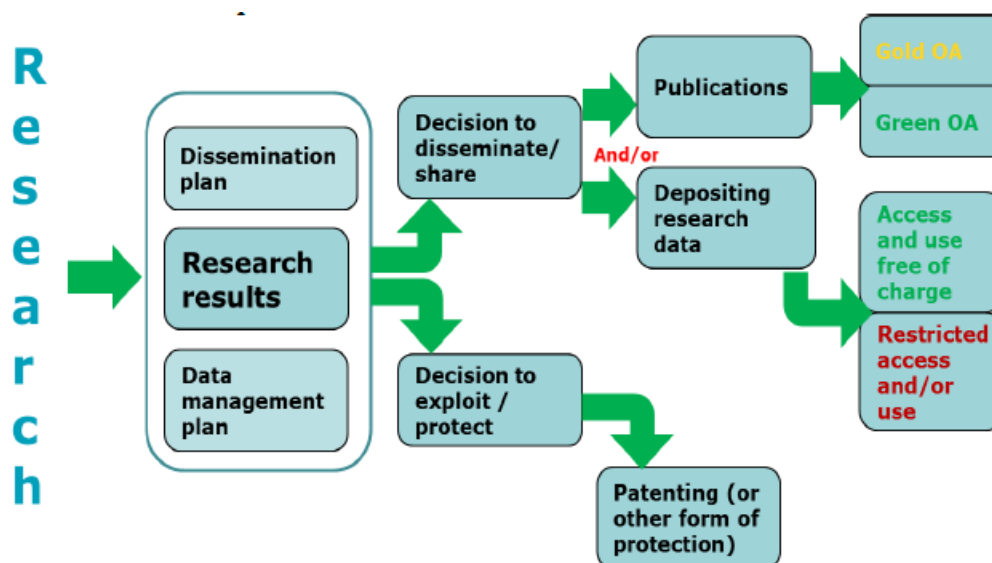 Research
Dissemination
plan
Research
results
Data
management
plan
Decision to
disseminate/
share
And/or
Publications
Gold OA
Green OA
Depositing
research
data
Access
and use
free of
charge
Restricted
access
and/or
use
Decision to
exploit /
protect
Patenting (or
other form of
protection)